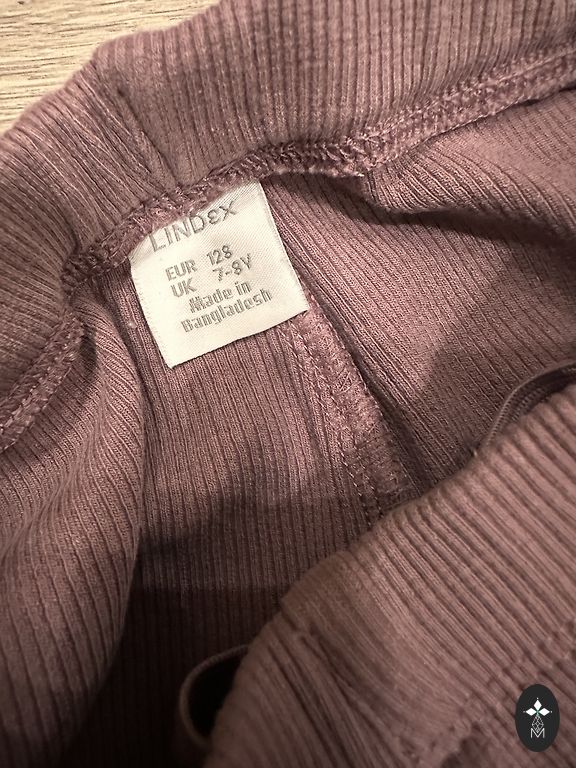 LINDEX
EUR 128
UK 7-8Y
Made in
Bangladesh
M